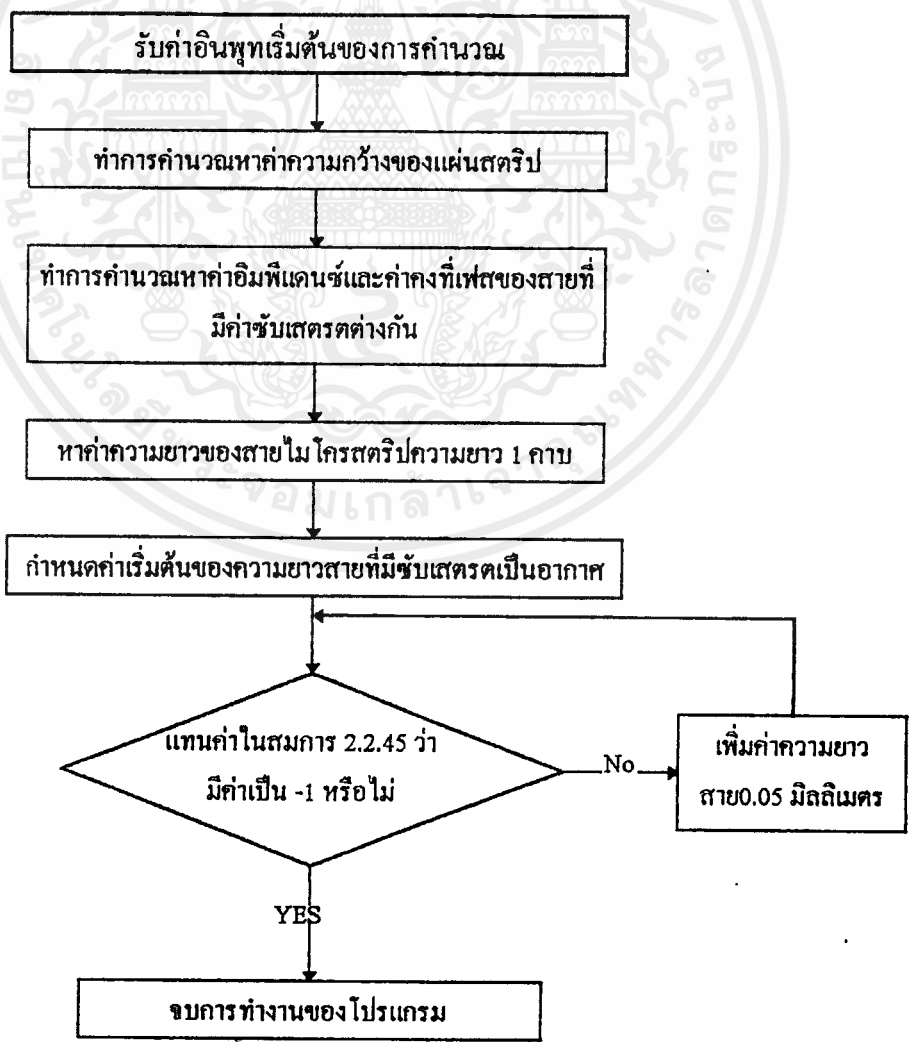 รับค่าอินพุทเริ่มต้นของการคำนวณ
ทำการคำนวณหาค่าความกว้างของแผ่นสตริป
ทำการคำนวณหาค่าอิมพีแดนซ์และค่าคงที่เฟสของสายที่
มีค่าซับเสตรตต่างกัน
หาค่าความยาวของสายไมโครสตริปความยาว 1 คาบ
กำหนดค่าเริ่มต้นของความยาวสายที่มีซับเสตรตเป็นอากาศ
แทนค่าในสมการ 2.2.45 ว่า
มีค่าเป็น -1 หรือไม่
No
เพิ่มค่าความยาว
สาย0.05 มิลลิเมตร
YES
จบการทำงานของโปรแกรม